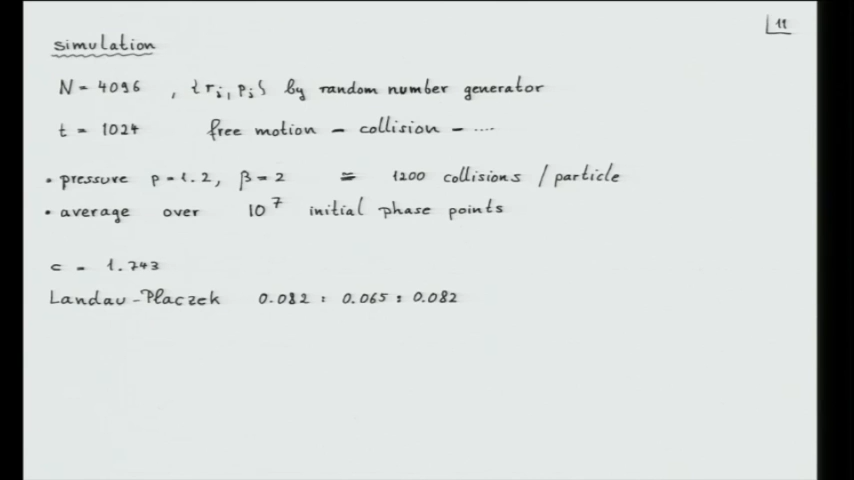 11
simulation
N = 4096 , {r_i, p_i} by random number generator
t = 1024 free motion – collision – ....
• pressure p = 1.2, β = 2 ≅ 1200 collisions / particle
• average over 10^7 initial phase points
c = 1.743
Landau-Placzek 0.082 : 0.065 : 0.082